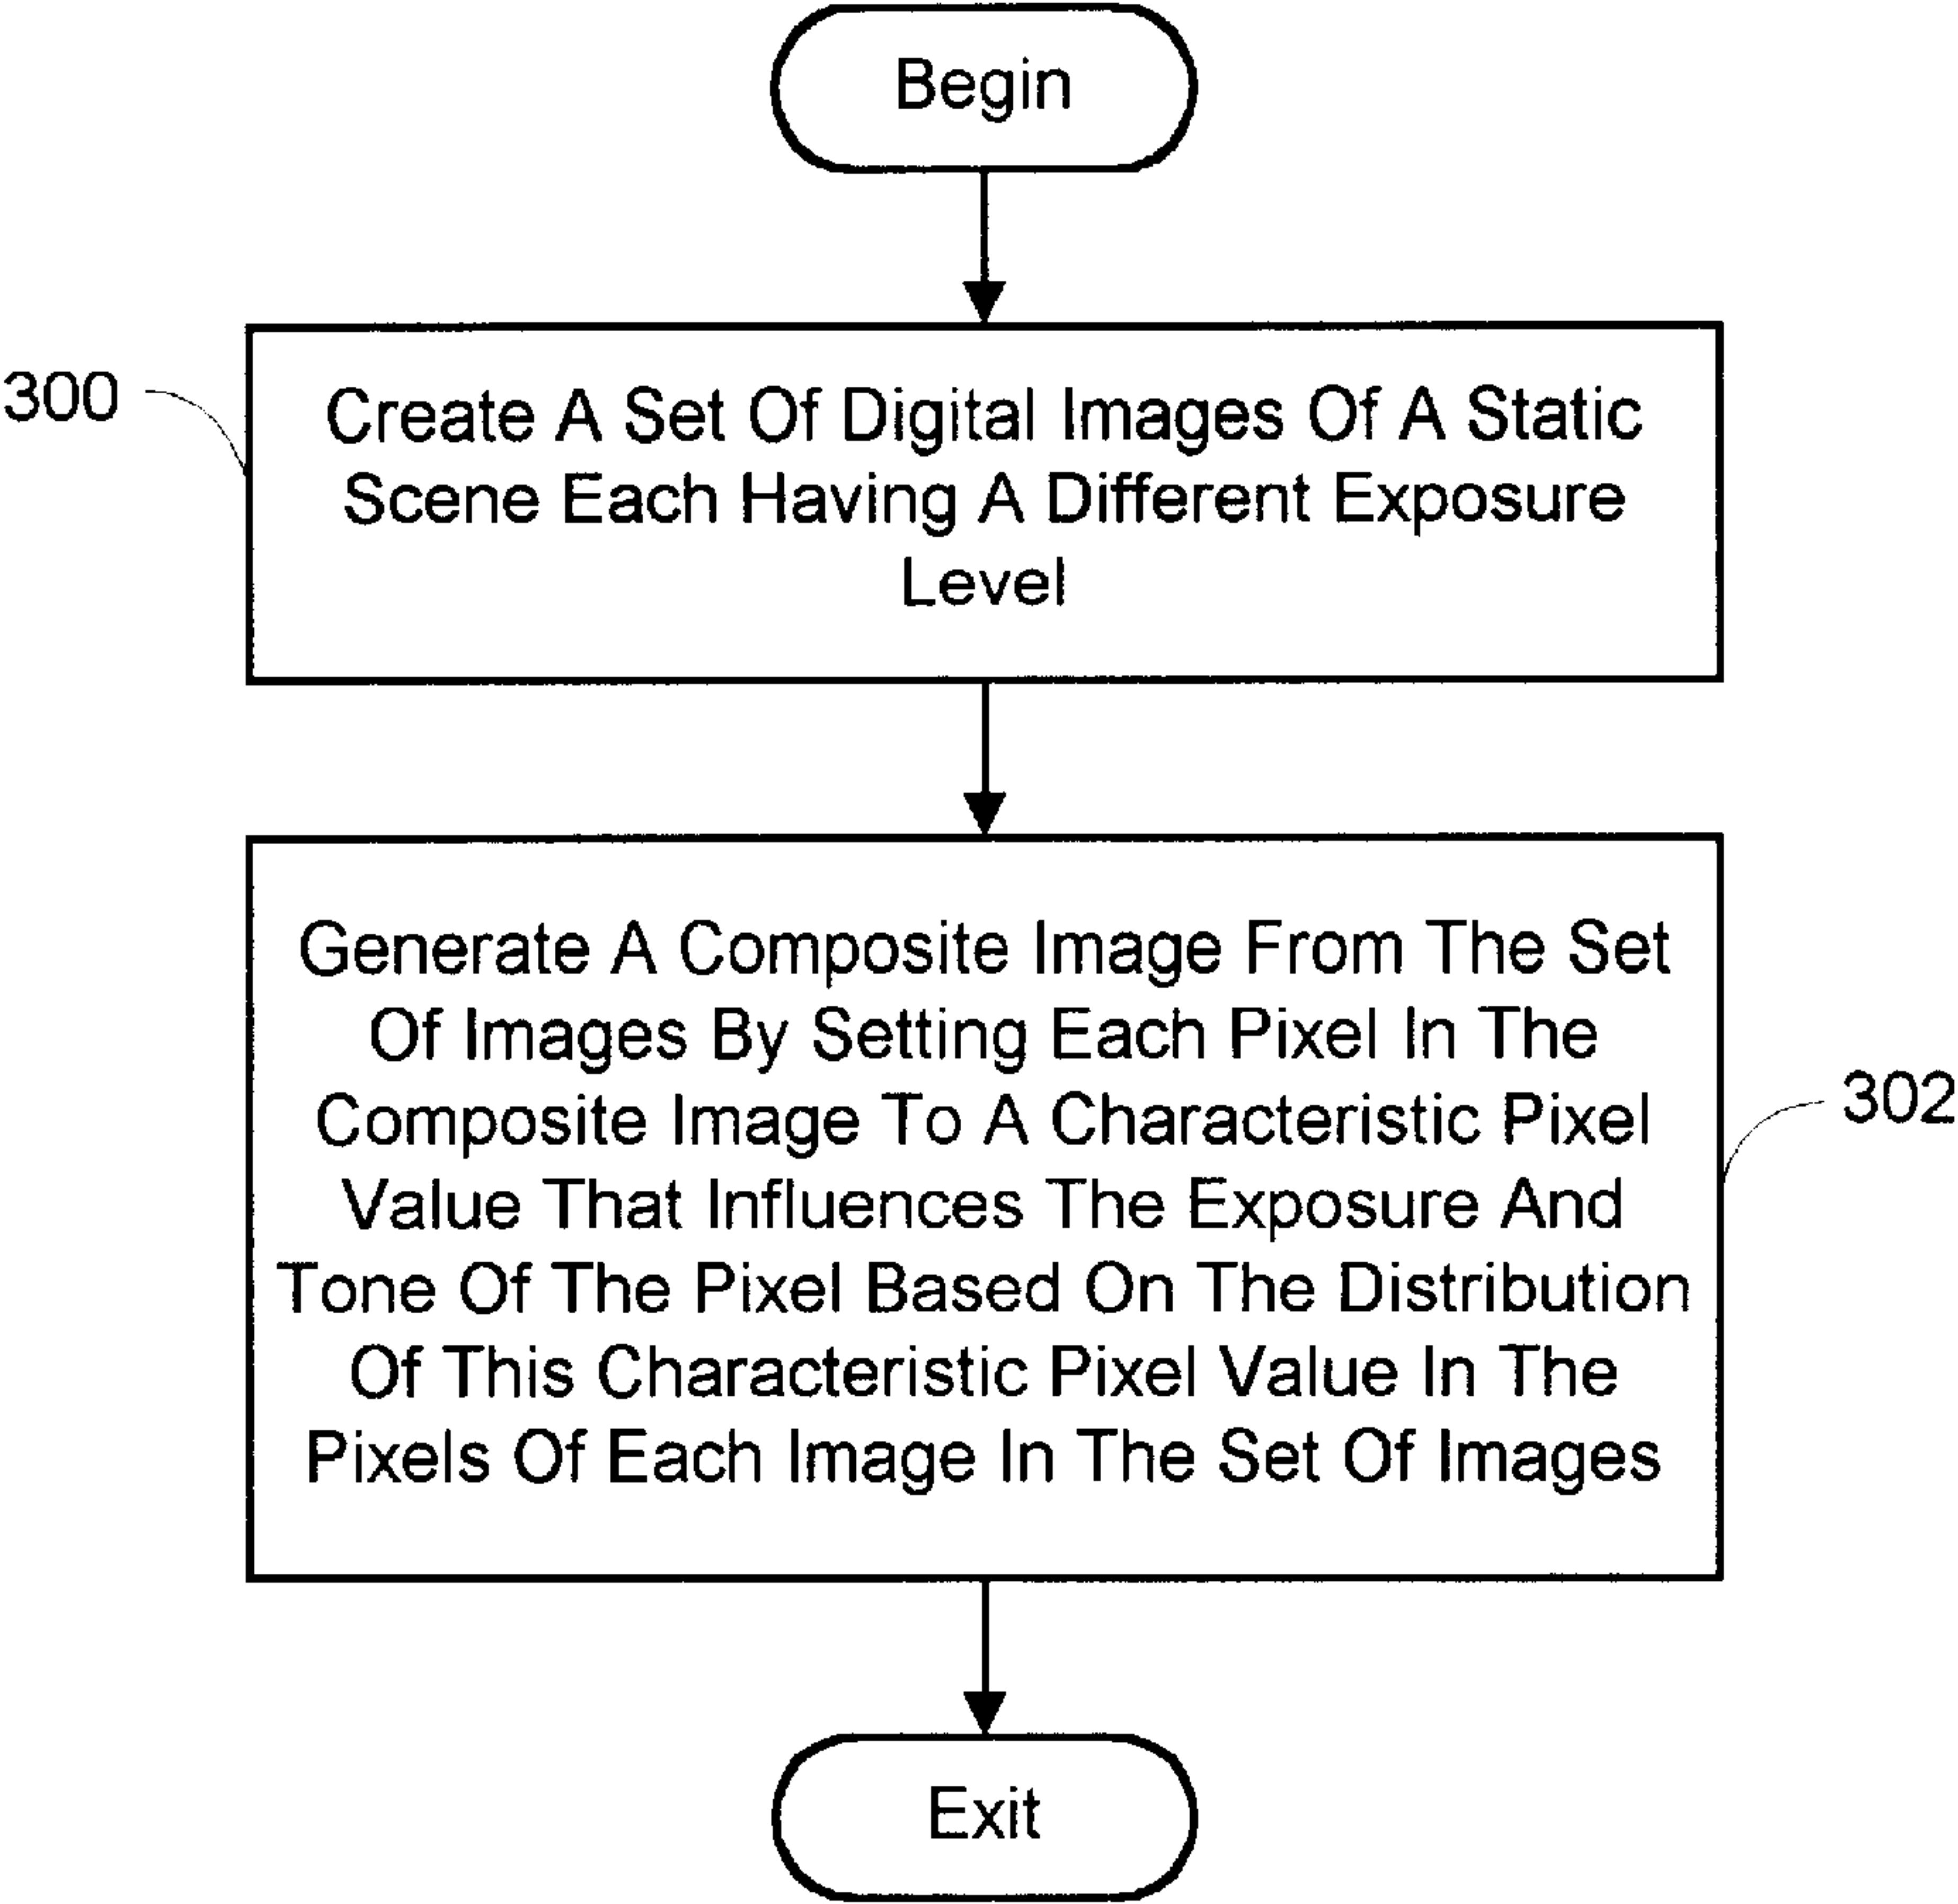 Begin
300
Create A Set Of Digital Images Of A Static
Scene Each Having A Different Exposure
Level
Generate A Composite Image From The Set
Of Images By Setting Each Pixel In The
Composite Image To A Characteristic Pixel
Value That Influences The Exposure And
Tone Of The Pixel Based On The Distribution
Of This Characteristic Pixel Value In The
Pixels Of Each Image In The Set Of Images
302
Exit